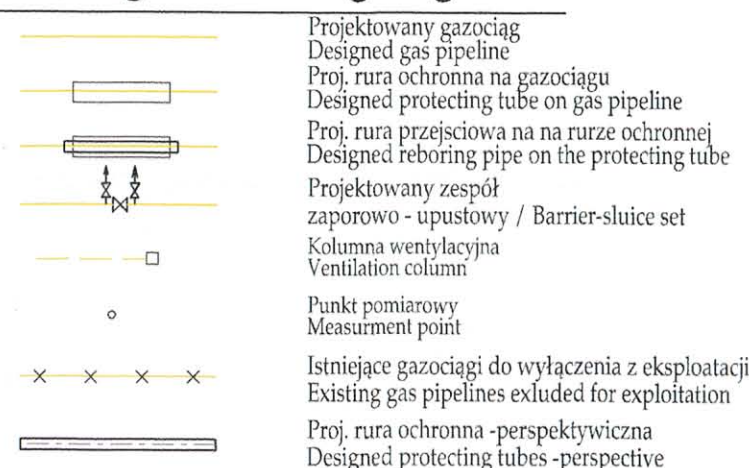 Projektowany gazociąg
Designed gas pipeline
Proj. rura ochronna na gazociągu
Designed protecting tube on gas pipeline
Proj. rura przejsciowa na na rurze ochronnej
Designed reboring pipe on the protecting tube
Projektowany zespół
zaporowo - upustowy / Barrier-sluice set
Kolumna wentylacyjna
Ventilation column
Punkt pomiarowy
Measurment point
Istniejące gazociągi do wyłączenia z eksploatacji
Existing gas pipelines exluded for exploitation
Proj. rura ochronna -perspektywiczna
Designed protecting tubes -perspective